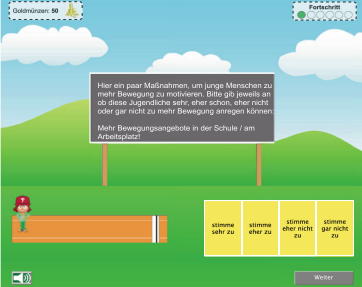 Goldmünzen: 50
Fortschritt
Hier ein paar Maßnahmen, um junge Menschen zu
mehr Bewegung zu motivieren. Bitte gib jeweils an
ob diese Jugendliche sehr, eher schon, eher nicht
oder gar nicht zu mehr Bewegung anregen können:
Mehr Bewegungsangebote in der Schule / am
Arbeitsplatz!
stimme
sehr zu
stimme
eher zu
stimme
eher nicht
zu
stimme
gar nicht
zu
Weiter